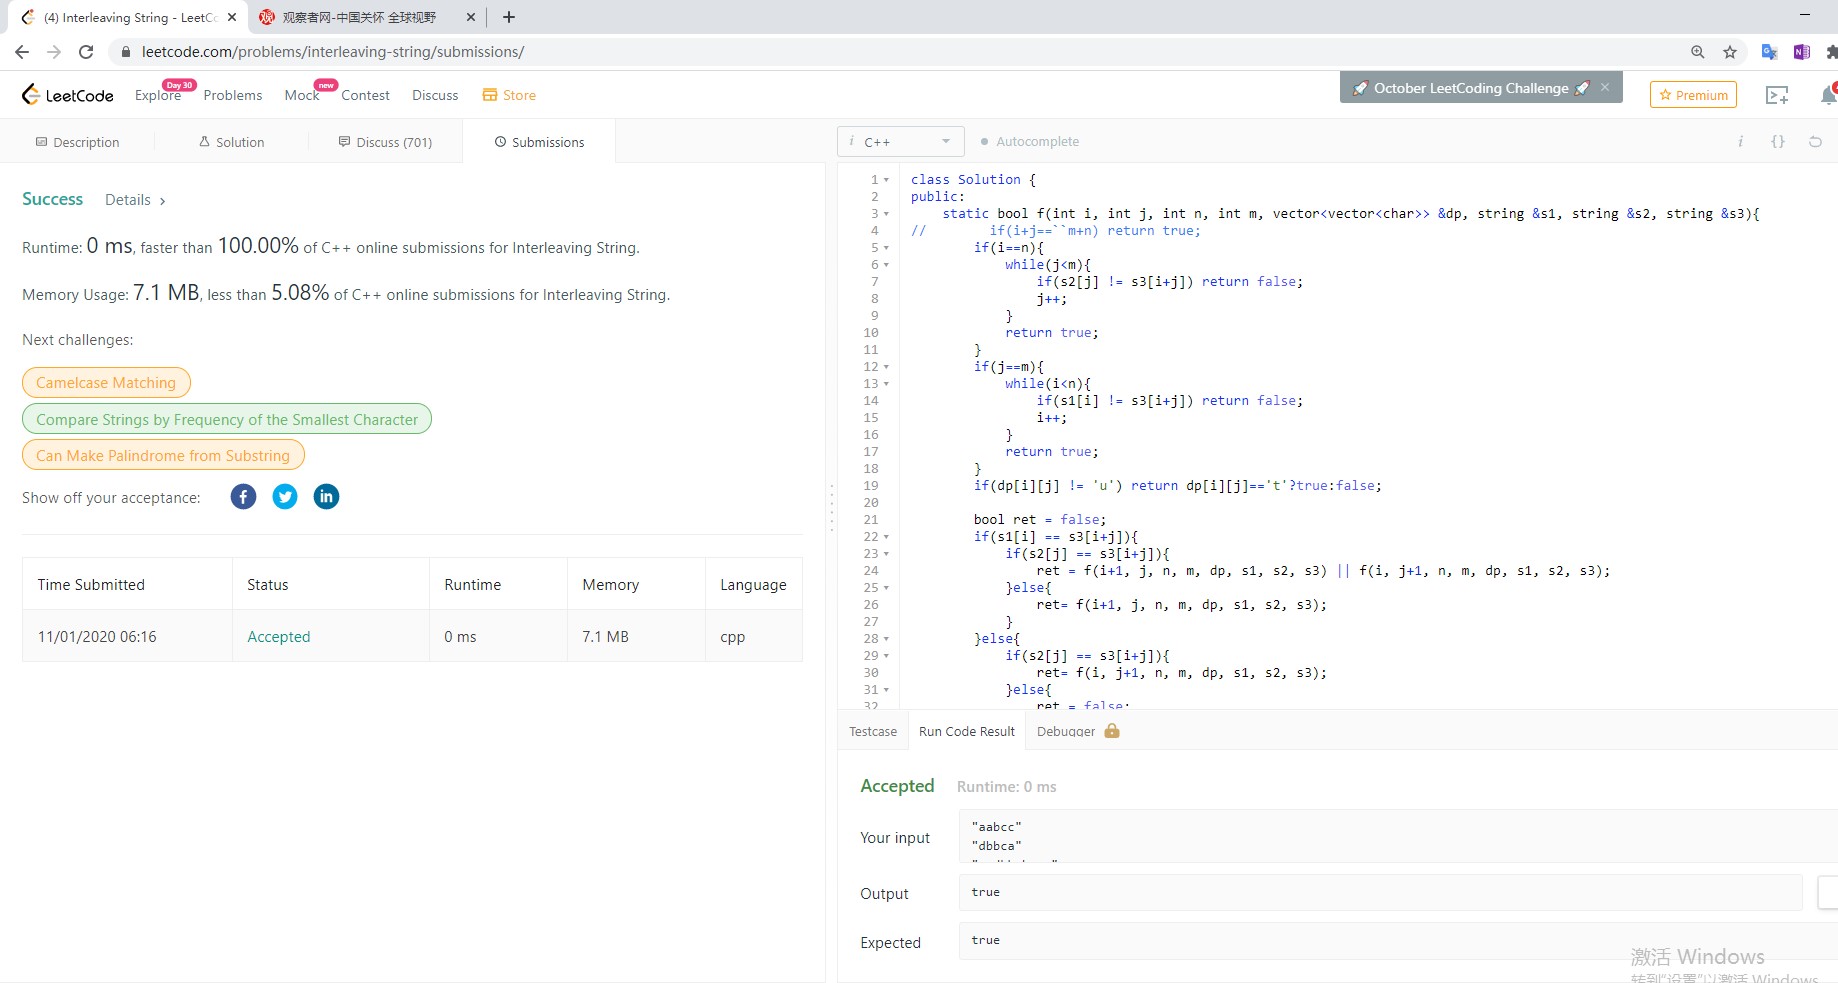 (4) Interleaving String - LeetCo
观察者网-中国关怀 全球视野
leetcode.com/problems/interleaving-string/submissions/
LeetCode
Explore
Day 30
Problems
Mock
new
Contest
Discuss
Store
October LeetCoding Challenge
Premium
Description
Solution
Discuss (701)
Submissions
i C++
Autocomplete
i {}
Success Details >
Runtime: 0 ms, faster than 100.00% of C++ online submissions for Interleaving String.
Memory Usage: 7.1 MB, less than 5.08% of C++ online submissions for Interleaving String.
Next challenges:
Camelcase Matching
Compare Strings by Frequency of the Smallest Character
Can Make Palindrome from Substring
Show off your acceptance:
Time Submitted Status Runtime Memory Language
11/01/2020 06:16 Accepted 0 ms 7.1 MB cpp
1 class Solution {
2 public:
3 static bool f(int i, int j, int n, int m, vector<vector<char>> &dp, string &s1, string &s2, string &s3){
4 // if(i+j==``m+n) return true;
5 if(i==n){
6 while(j<m){
7 if(s2[j] != s3[i+j]) return false;
8 j++;
9 }
10 return true;
11 }
12 if(j==m){
13 while(i<n){
14 if(s1[i] != s3[i+j]) return false;
15 i++;
16 }
17 return true;
18 }
19 if(dp[i][j] != 'u') return dp[i][j]=='t'?true:false;
20
21 bool ret = false;
22 if(s1[i] == s3[i+j]){
23 if(s2[j] == s3[i+j]){
24 ret = f(i+1, j, n, m, dp, s1, s2, s3) || f(i, j+1, n, m, dp, s1, s2, s3);
25 }else{
26 ret= f(i+1, j, n, m, dp, s1, s2, s3);
27 }
28 }else{
29 if(s2[j] == s3[i+j]){
30 ret= f(i, j+1, n, m, dp, s1, s2, s3);
31 }else{
32 ret = false;
Testcase
Run Code Result
Debugger
Accepted Runtime: 0 ms
Your input
"aabcc"
"dbbca"
Output
true
Expected
true
激活 Windows
转到"设置"以激活 Windows